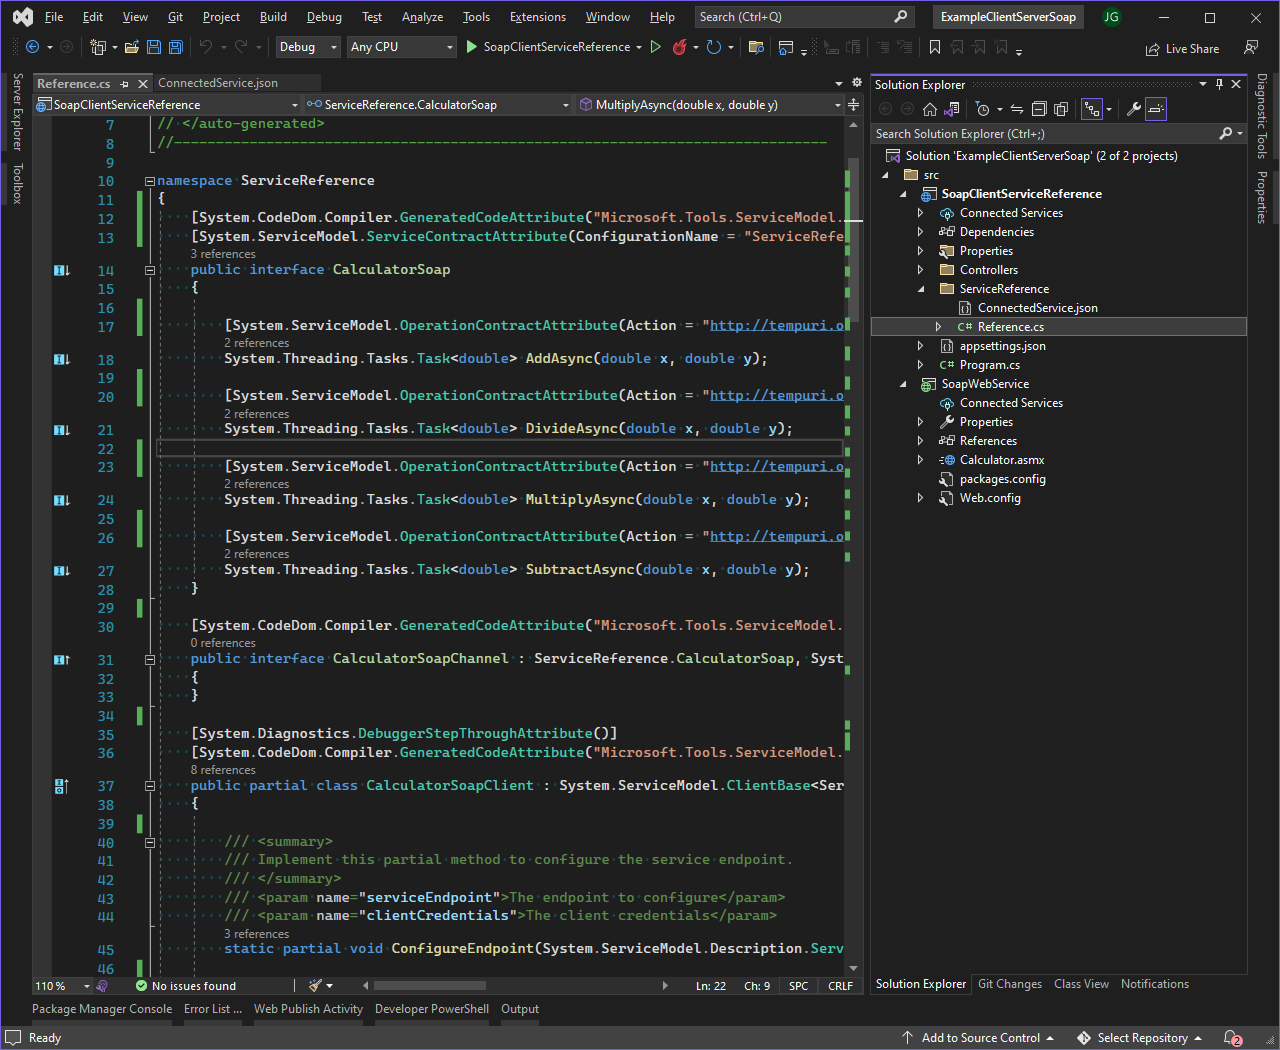 File Edit View Git Project Build Debug Test Analyze Tools Extensions Window Help Search (Ctrl+Q) ExampleClientServerSoap JG
Debug Any CPU SoapClientServiceReference Live Share
Server Explorer
Toolbox
Reference.cs ConnectedService.json
SoapClientServiceReference ServiceReference.CalculatorSoap MultiplyAsync(double x, double y)
7 // </auto-generated>
8 //------------------------------------------------------------------------------
9
10 namespace ServiceReference
11 {
12 [System.CodeDom.Compiler.GeneratedCodeAttribute("Microsoft.Tools.ServiceModel.
13 [System.ServiceModel.ServiceContractAttribute(ConfigurationName = "ServiceRefe
3 references
14 public interface CalculatorSoap
15 {
16
17 [System.ServiceModel.OperationContractAttribute(Action = "http://tempuri.o
2 references
18 System.Threading.Tasks.Task<double> AddAsync(double x, double y);
19
20 [System.ServiceModel.OperationContractAttribute(Action = "http://tempuri.o
2 references
21 System.Threading.Tasks.Task<double> DivideAsync(double x, double y);
22
23 [System.ServiceModel.OperationContractAttribute(Action = "http://tempuri.o
2 references
24 System.Threading.Tasks.Task<double> MultiplyAsync(double x, double y);
25
26 [System.ServiceModel.OperationContractAttribute(Action = "http://tempuri.o
2 references
27 System.Threading.Tasks.Task<double> SubtractAsync(double x, double y);
28 }
29
30 [System.CodeDom.Compiler.GeneratedCodeAttribute("Microsoft.Tools.ServiceModel.
0 references
31 public interface CalculatorSoapChannel : ServiceReference.CalculatorSoap, Syst
32 {
33 }
34
35 [System.Diagnostics.DebuggerStepThroughAttribute()]
36 [System.CodeDom.Compiler.GeneratedCodeAttribute("Microsoft.Tools.ServiceModel.
8 references
37 public partial class CalculatorSoapClient : System.ServiceModel.ClientBase<Ser
38 {
39
40 /// <summary>
41 /// Implement this partial method to configure the service endpoint.
42 /// </summary>
43 /// <param name="serviceEndpoint">The endpoint to configure</param>
44 /// <param name="clientCredentials">The client credentials</param>
3 references
45 static partial void ConfigureEndpoint(System.ServiceModel.Description.Serv
46
110 % No issues found Ln: 22 Ch: 9 SPC CRLF
Solution Explorer
Search Solution Explorer (Ctrl+;)
Solution 'ExampleClientServerSoap' (2 of 2 projects)
src
SoapClientServiceReference
Connected Services
Dependencies
Properties
Controllers
ServiceReference
ConnectedService.json
C# Reference.cs
appsettings.json
C# Program.cs
SoapWebService
Connected Services
Properties
References
Calculator.asmx
packages.config
Web.config
Solution Explorer Git Changes Class View Notifications
Diagnostic Tools
Properties
Package Manager Console Error List ... Web Publish Activity Developer PowerShell Output
Ready Add to Source Control Select Repository 2